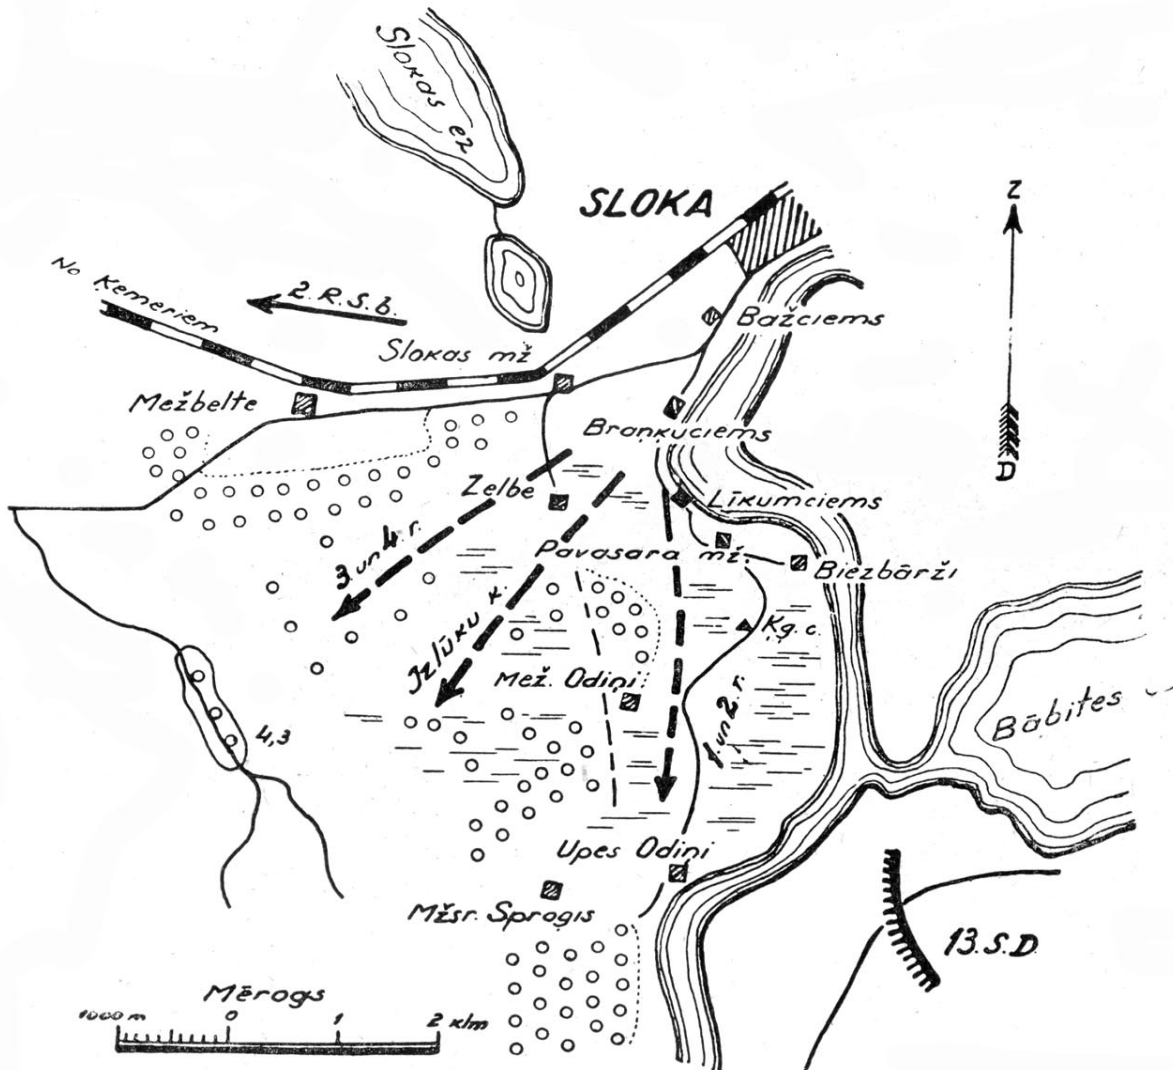 Slokas ez
SLOKA
Z
No Ķemeriem
2. R. S. b.
Bažciems
Slokas mž
Mežbelte
Braņkuciems
D
Zelbe
Līkumciems
3. un 4. r.
Pavasara mž.
Biezbārži
Izlūku k.
Kg. c.
Mež. Odiņi
1. un 2. r.
Bābites
4,3
Upes Odiņi
Mžsr. Sprogis
13. S. D.
Mērogs
1000 m 0 1 2 klm